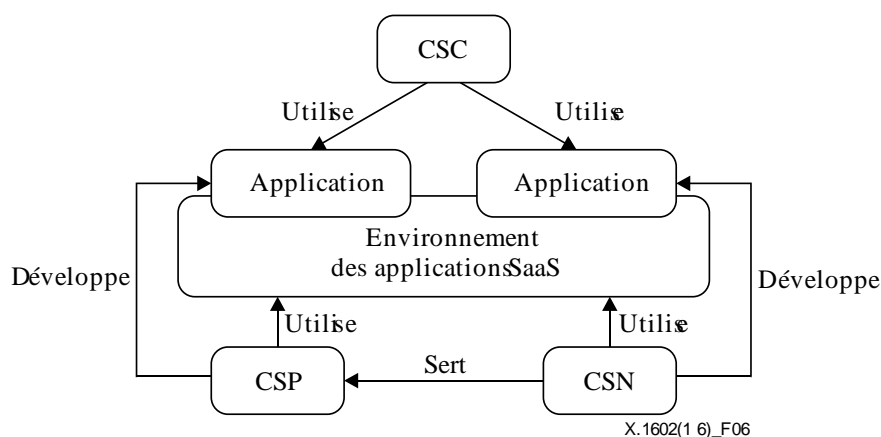 CSC
Utilise
Utilise
Application
Application
Environnement
des applications SaaS
Développe
Développe
Utilise
Utilise
CSP
Sert
CSN
X.1602(16)_F06